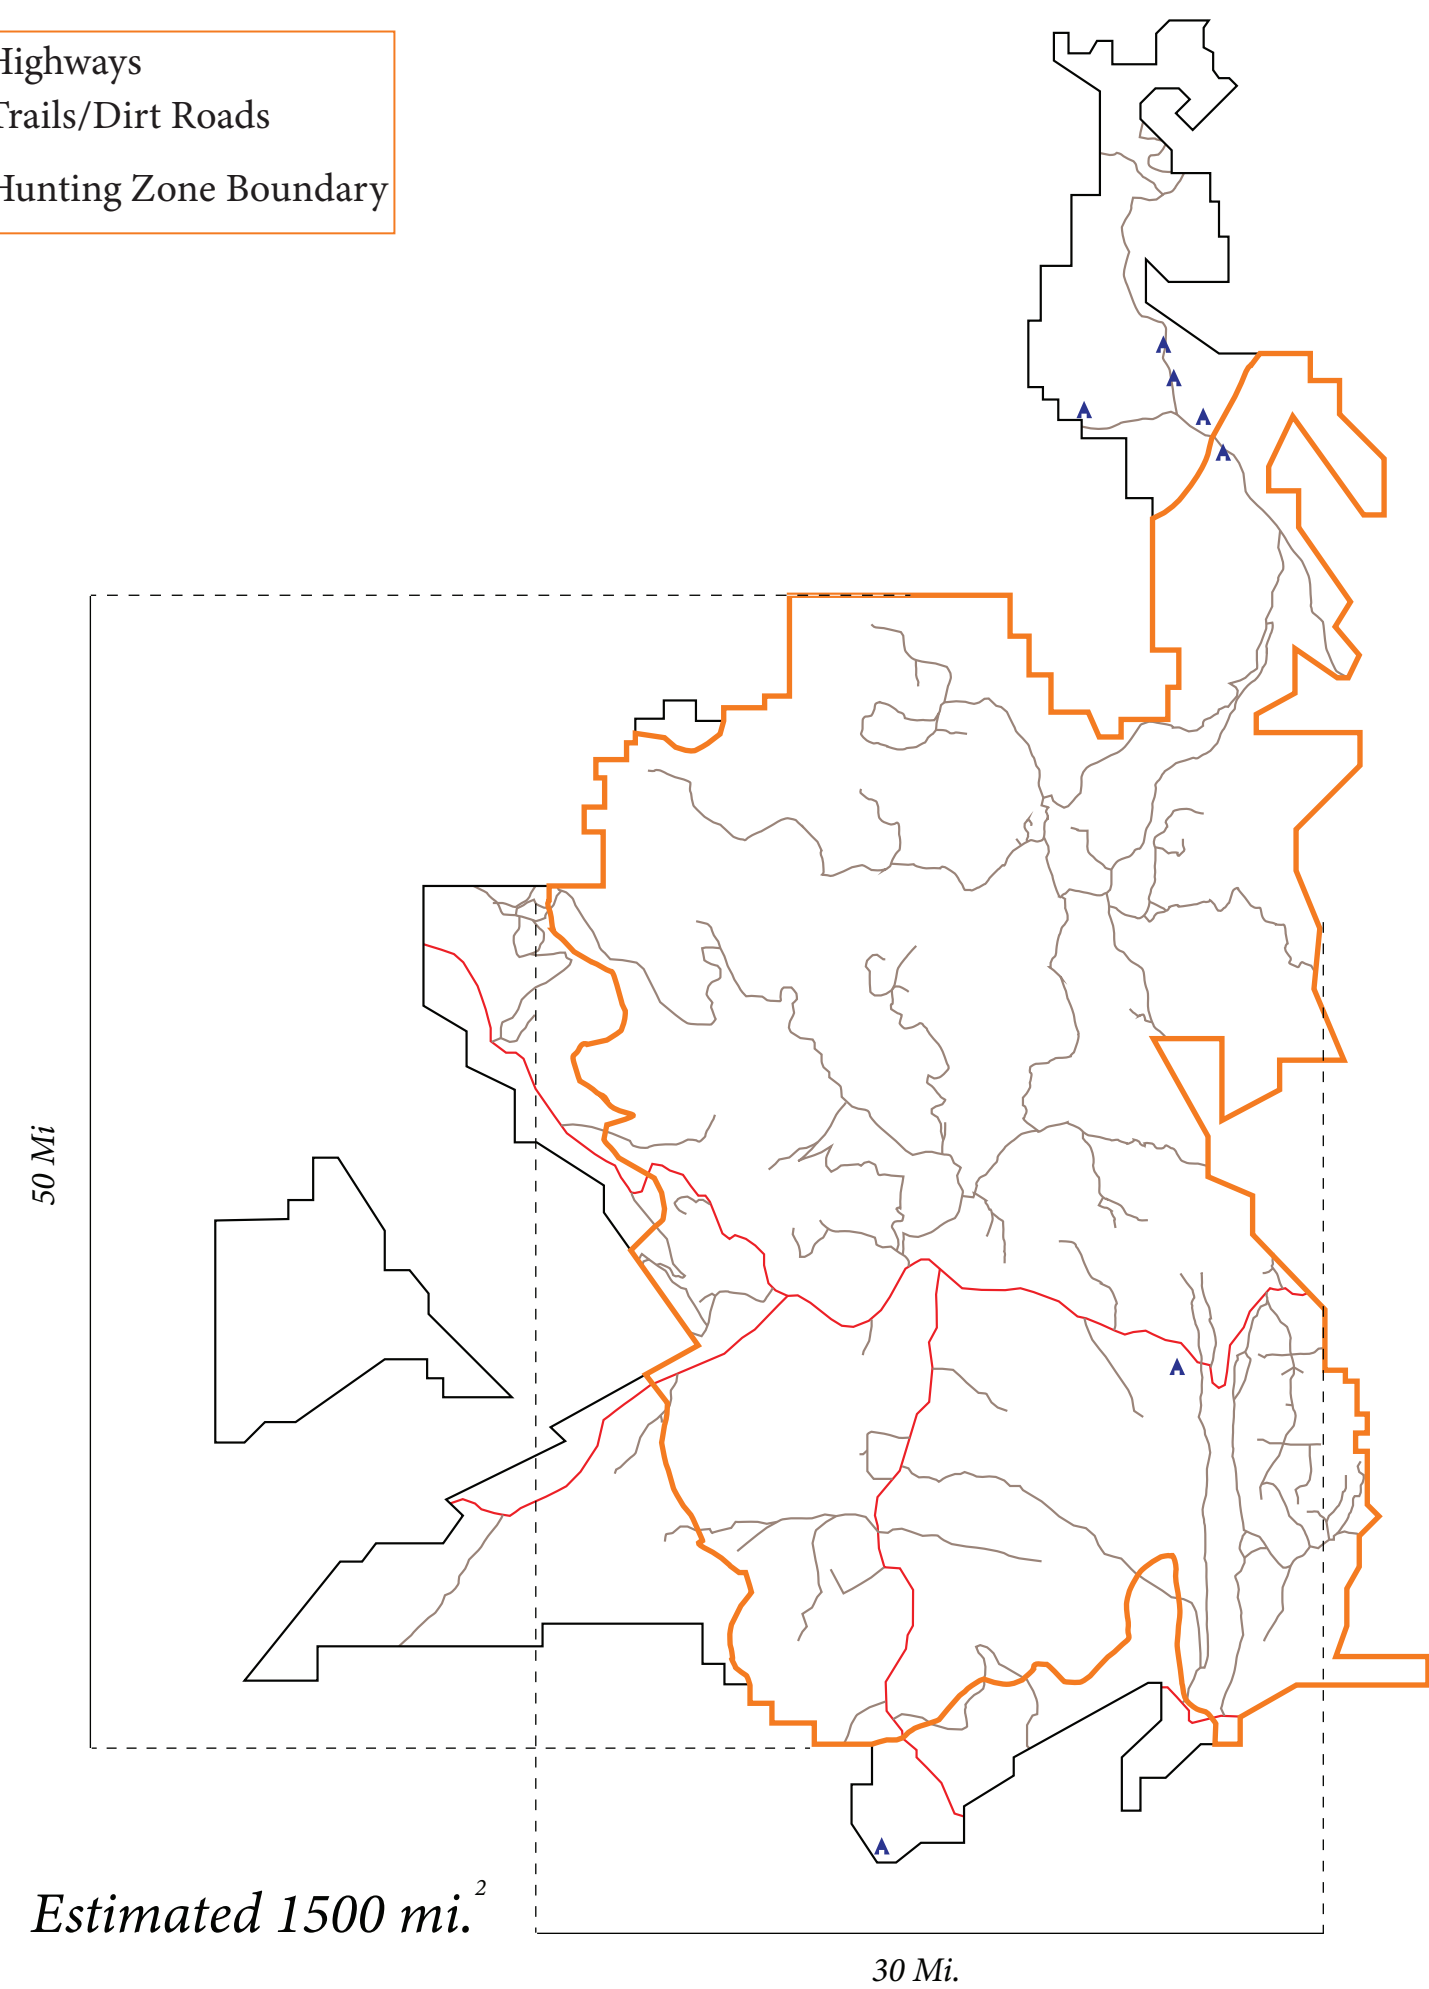 Highways
Trails/Dirt Roads
Hunting Zone Boundary
A
A
A
A
A
50 Mi
A
A
Estimated 1500 mi.²
30 Mi.